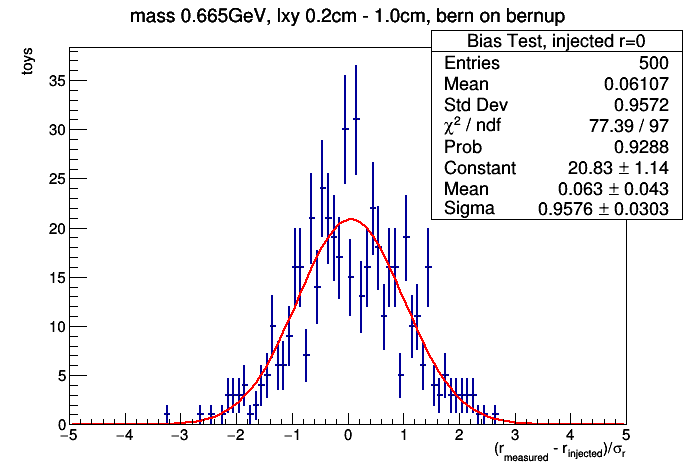 mass 0.665GeV, lxy 0.2cm - 1.0cm, bern on bernup
Bias Test, injected r=0
Entries 500
Mean 0.06107
Std Dev 0.9572
χ² / ndf 77.39 / 97
Prob 0.9288
Constant 20.83 ± 1.14
Mean 0.063 ± 0.043
Sigma 0.9576 ± 0.0303
toys
35
30
25
20
15
10
5
0
−5 −4 −3 −2 −1 0 1 2 3 4 5
(r_measured - r_injected)/σ_r